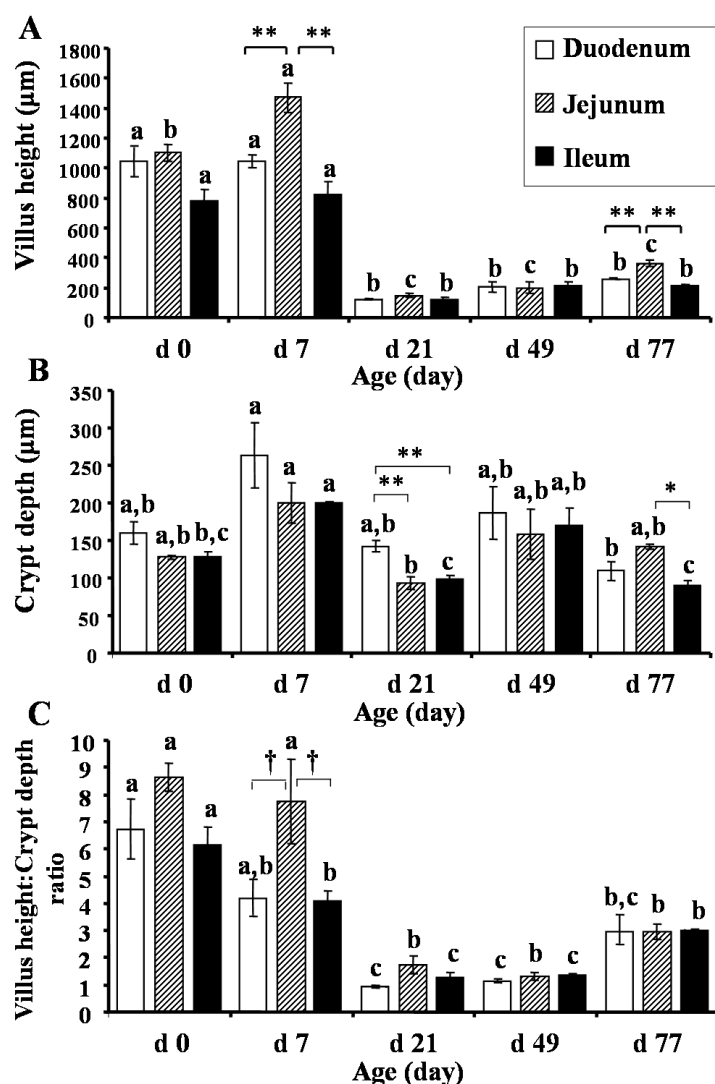 A
Villus height (µm)
1800
1600
1400
1200
1000
800
600
400
200
0
** **
a b a
a a a
b c b
b c b
** **
b c b
Duodenum
Jejunum
Ileum
d 0 d 7 d 21 d 49 d 77
Age (day)
B
Crypt depth (µm)
350
300
250
200
150
100
50
0
a,b a,b b,c
a a a
**
**
a,b b c
a,b a,b a,b
*
b a,b c
d 0 d 7 d 21 d 49 d 77
Age (day)
C
Villus height:Crypt depth
ratio
10
9
8
7
6
5
4
3
2
1
0
a a a
† †
a,b a b
c b c
c b c
b,c b b
d 0 d 7 d 21 d 49 d 77
Age (day)